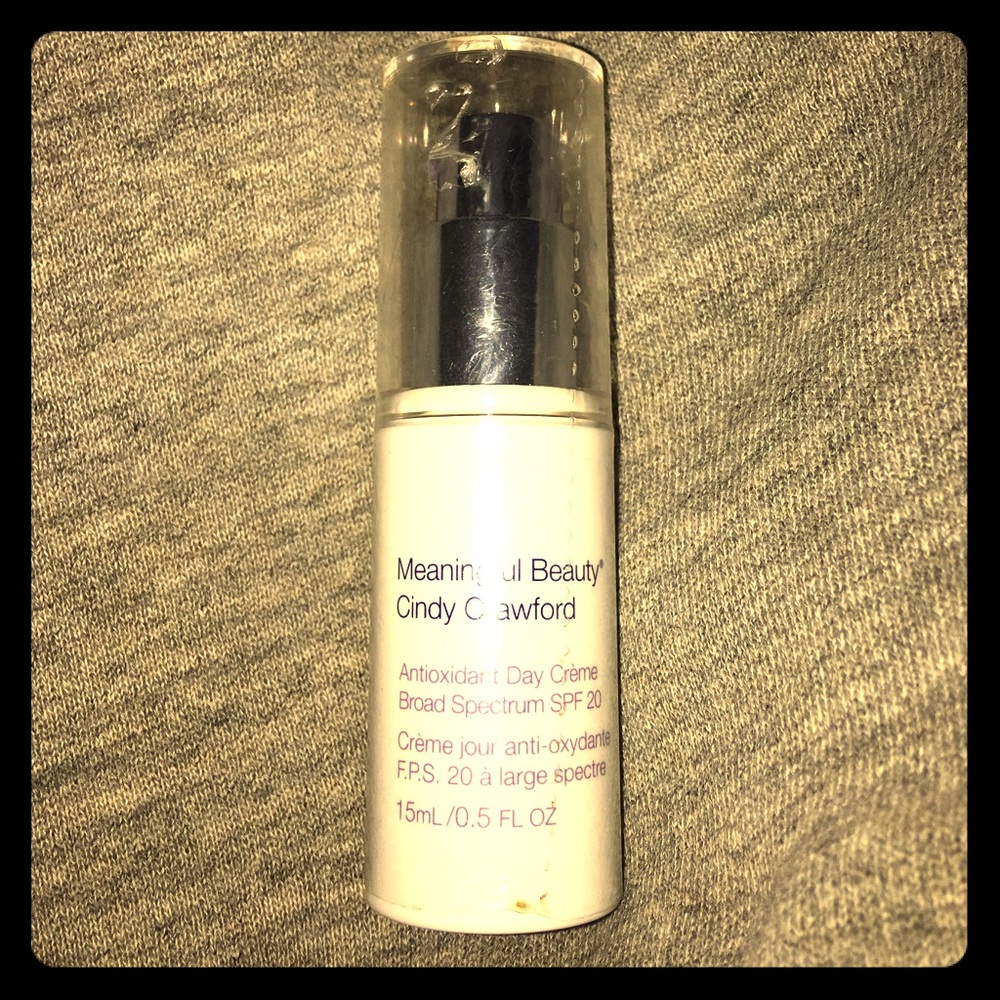 Meaningful Beauty®
Cindy Crawford
Antioxidant Day Crème
Broad Spectrum SPF 20
Crème jour anti-oxydante
F.P.S. 20 à large spectre
15mL/0.5 FL OZ